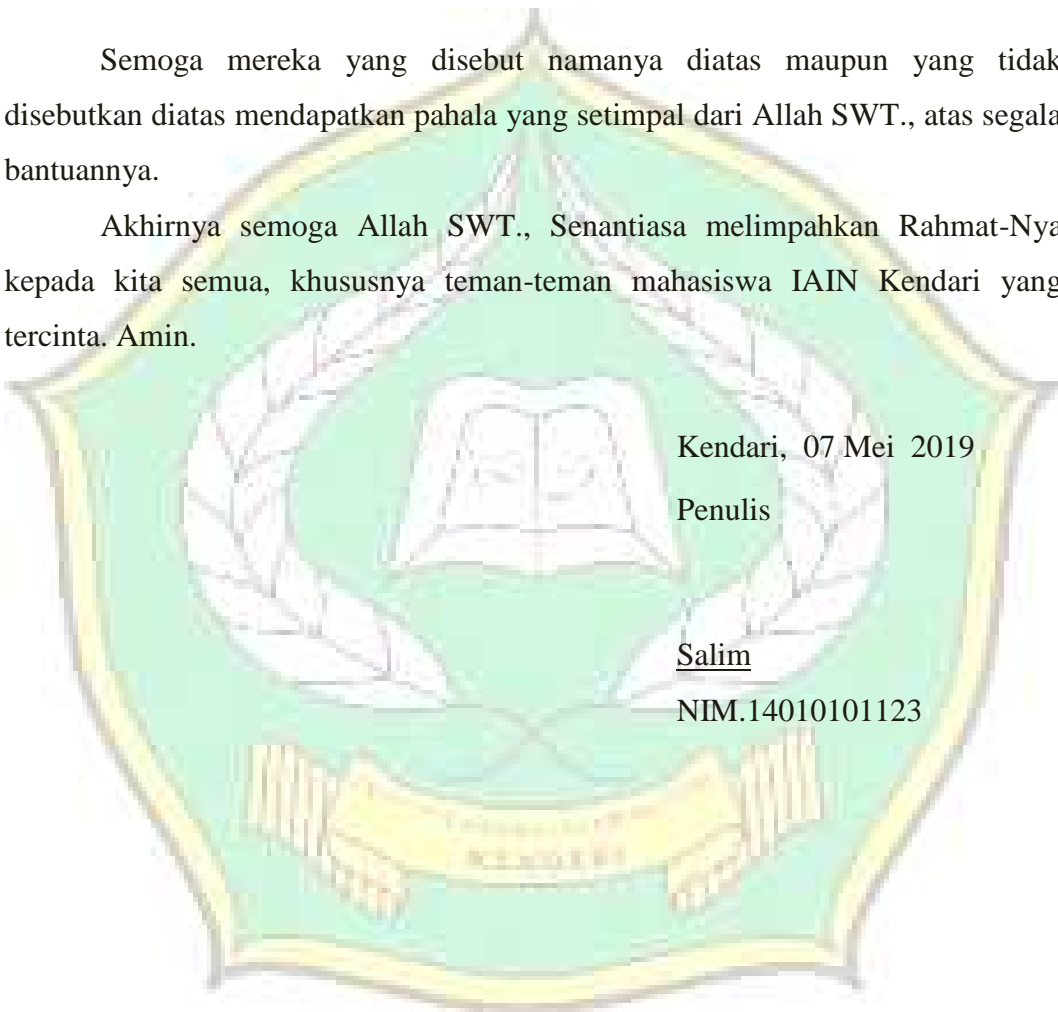 Semoga mereka yang disebut namanya diatas maupun yang tidak
disebutkan diatas mendapatkan pahala yang setimpal dari Allah SWT., atas segala
bantuannya.
Akhirnya semoga Allah SWT., Senantiasa melimpahkan Rahmat-Nya
kepada kita semua, khususnya teman-teman mahasiswa IAIN Kendari yang
tercinta. Amin.
Kendari, 07 Mei 2019
Penulis
Salim
NIM.14010101123
KENDARI